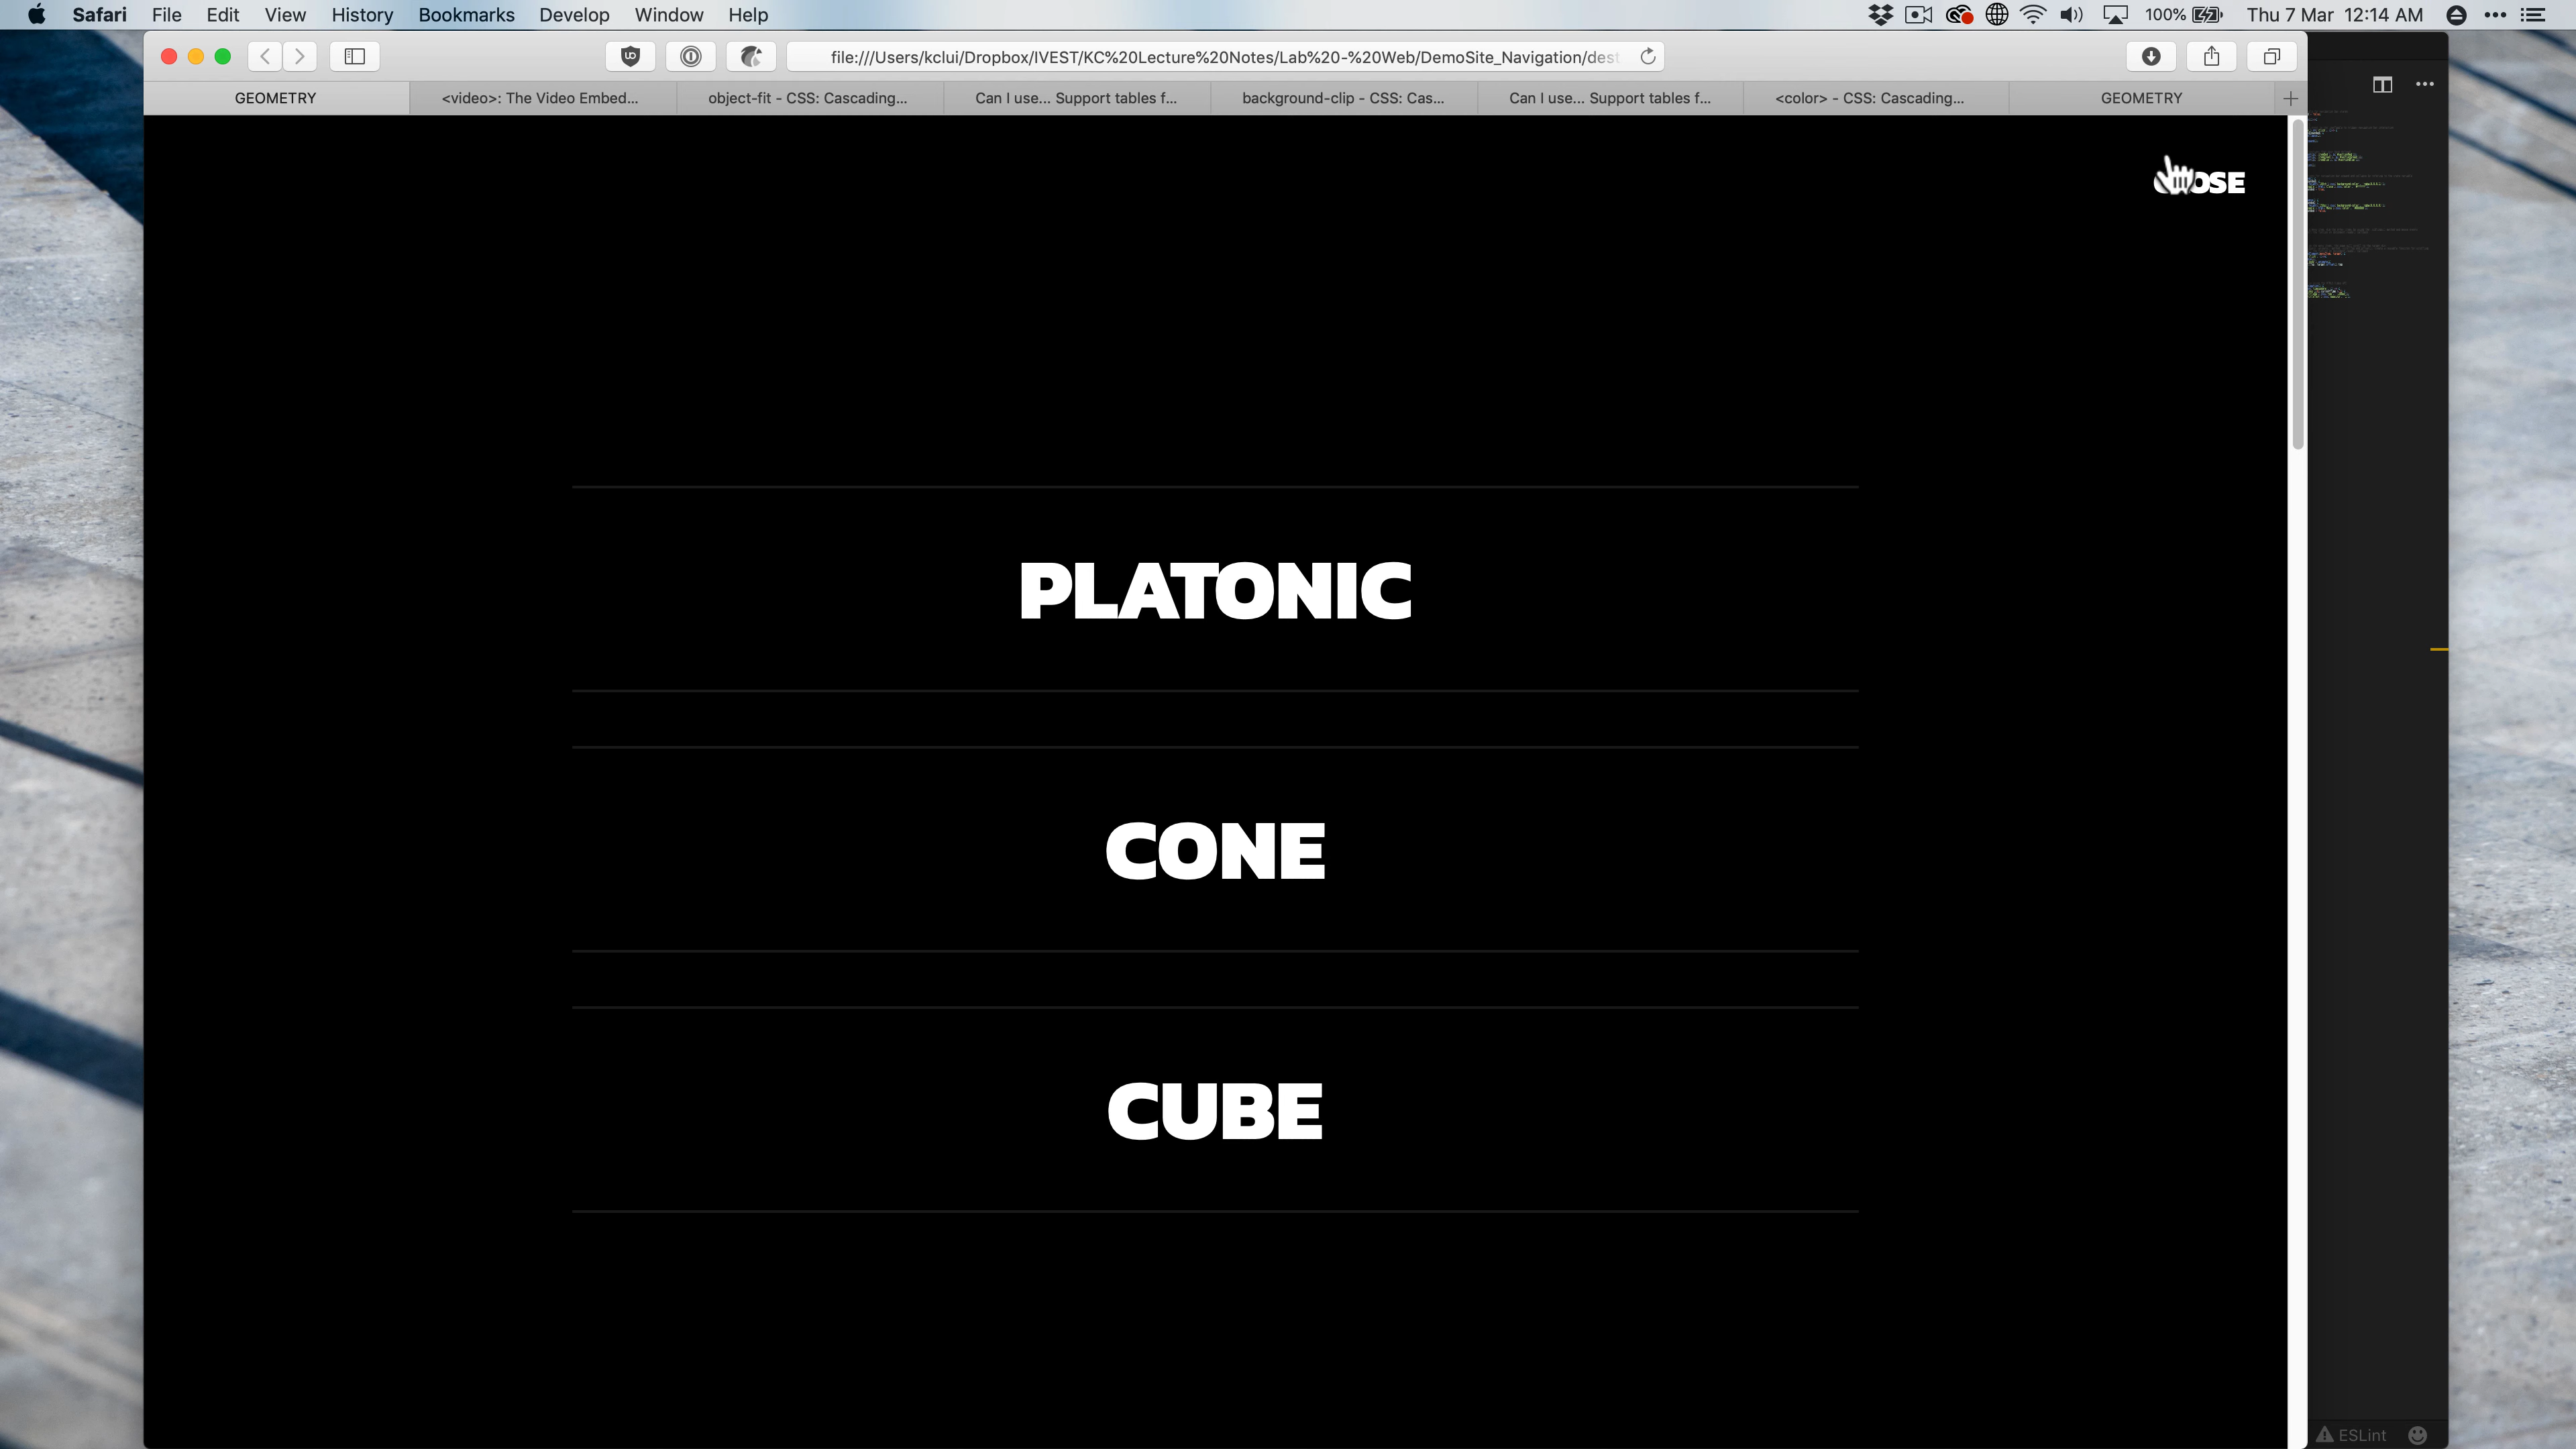 Safari File Edit View History Bookmarks Develop Window Help 100% Thu 7 Mar 12:14 AM
file:///Users/kclui/Dropbox/IVEST/KC%20Lecture%20Notes/Lab%20-%20Web/DemoSite_Navigation/dest
GEOMETRY <video>: The Video Embed... object-fit - CSS: Cascading... Can I use... Support tables f... background-clip - CSS: Cas... Can I use... Support tables f... <color> - CSS: Cascading... GEOMETRY
OSE
PLATONIC
CONE
CUBE
ESLint